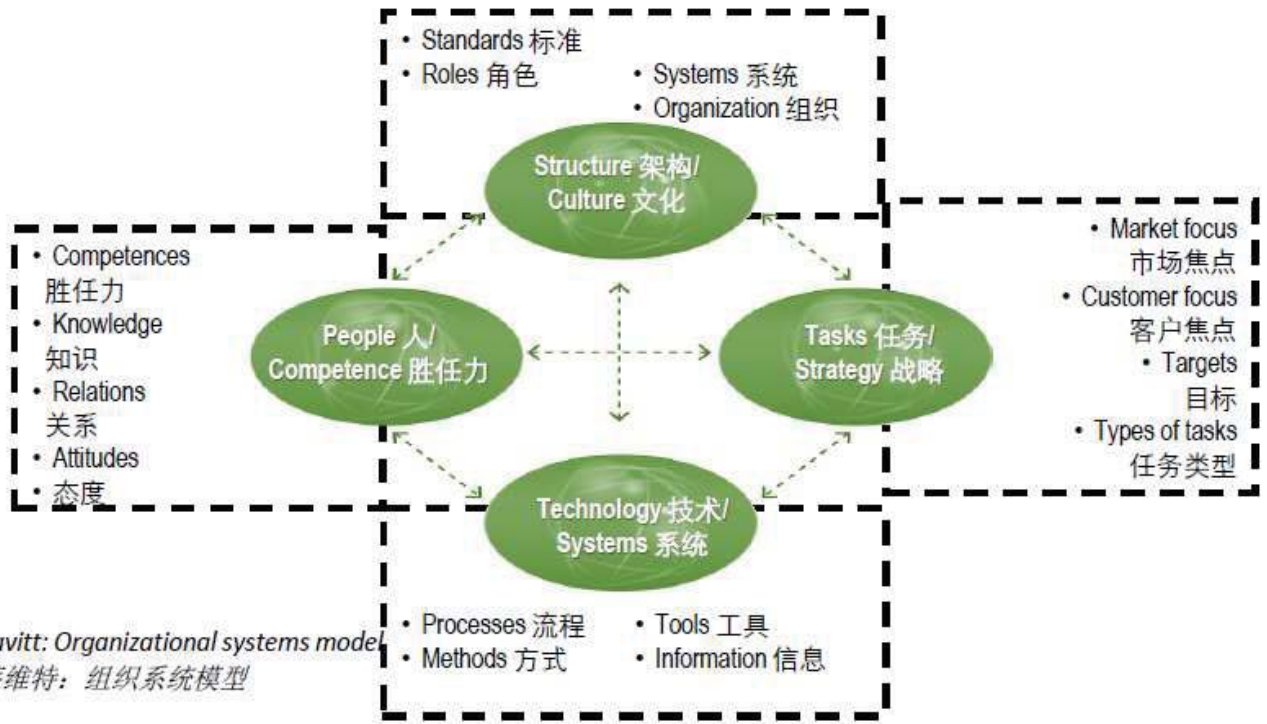 • Standards 标准
• Roles 角色
• Systems 系统
• Organization 组织
Structure 架构/
Culture 文化
• Competences
胜任力
• Knowledge
知识
• Relations
关系
• Attitudes
• 态度
People 人/
Competence 胜任力
Tasks 任务/
Strategy 战略
• Market focus
市场焦点
• Customer focus
客户焦点
• Targets
目标
• Types of tasks
任务类型
Technology 技术/
Systems 系统
• Processes 流程
• Methods 方式
• Tools 工具
• Information 信息
avitt: Organizational systems model
维特：组织系统模型